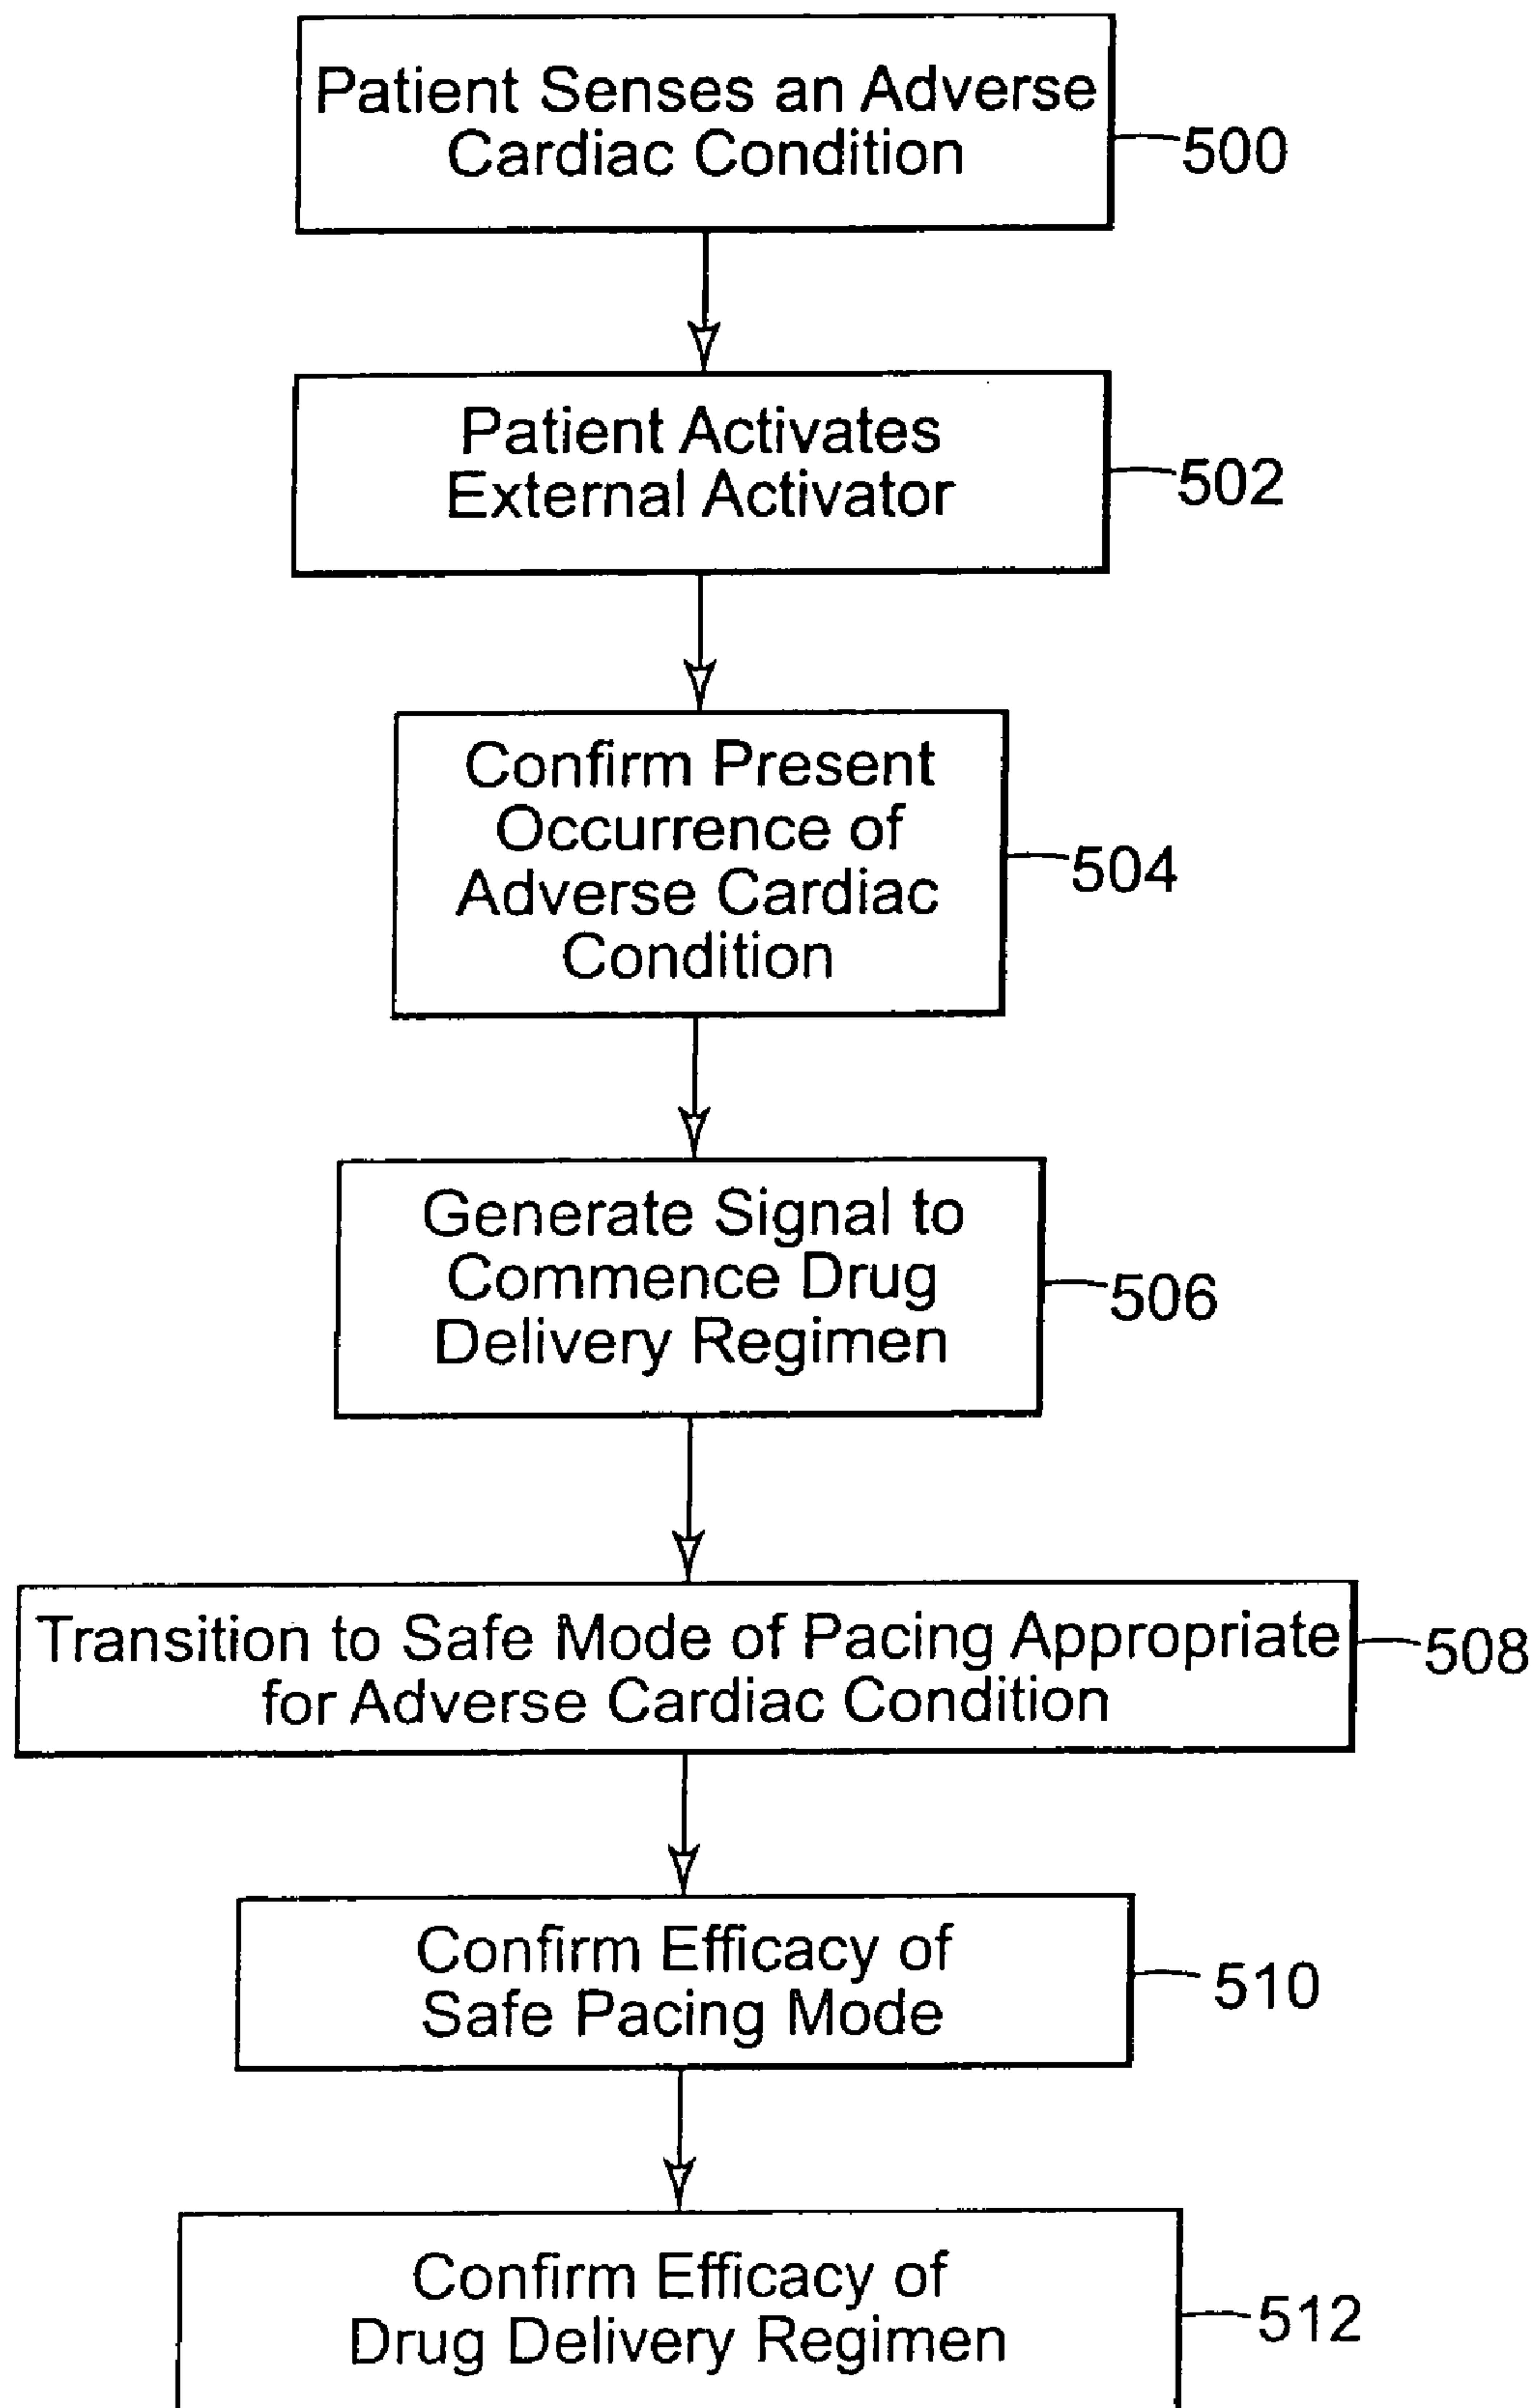 Patient Senses an Adverse
Cardiac Condition
500
Patient Activates
External Activator
502
Confirm Present
Occurrence of
Adverse Cardiac
Condition
504
Generate Signal to
Commence Drug
Delivery Regimen
506
Transition to Safe Mode of Pacing Appropriate
for Adverse Cardiac Condition
508
Confirm Efficacy of
Safe Pacing Mode
510
Confirm Efficacy of
Drug Delivery Regimen
512